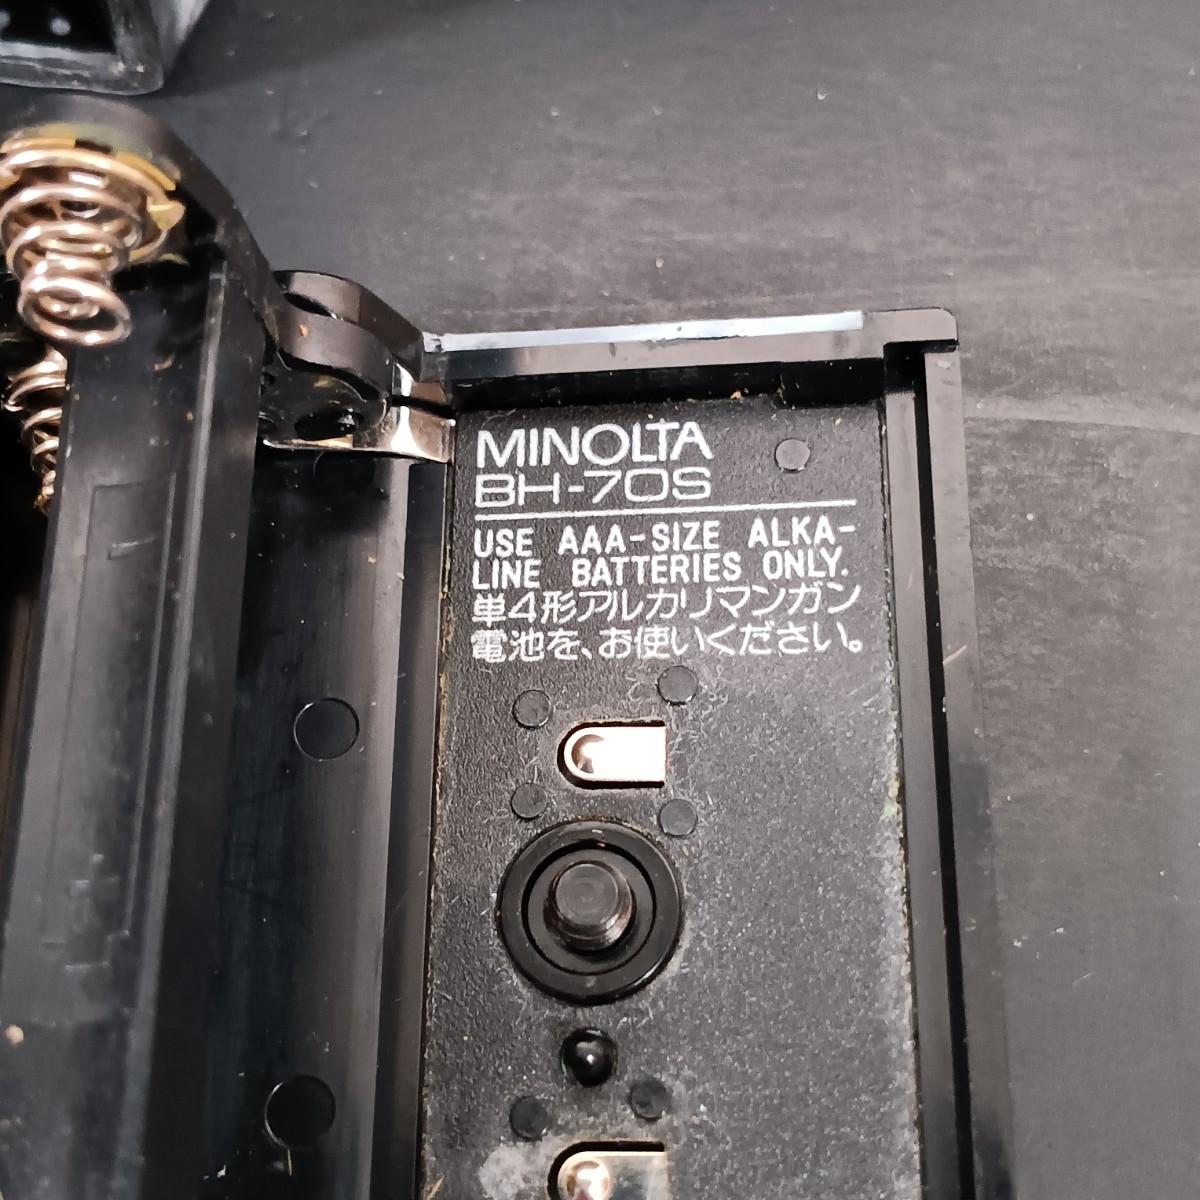 MINOLTA
BH-70S
USE AAA-SIZE ALKA-
LINE BATTERIES ONLY.
単4形アルカリマンガン
電池を、お使いください。